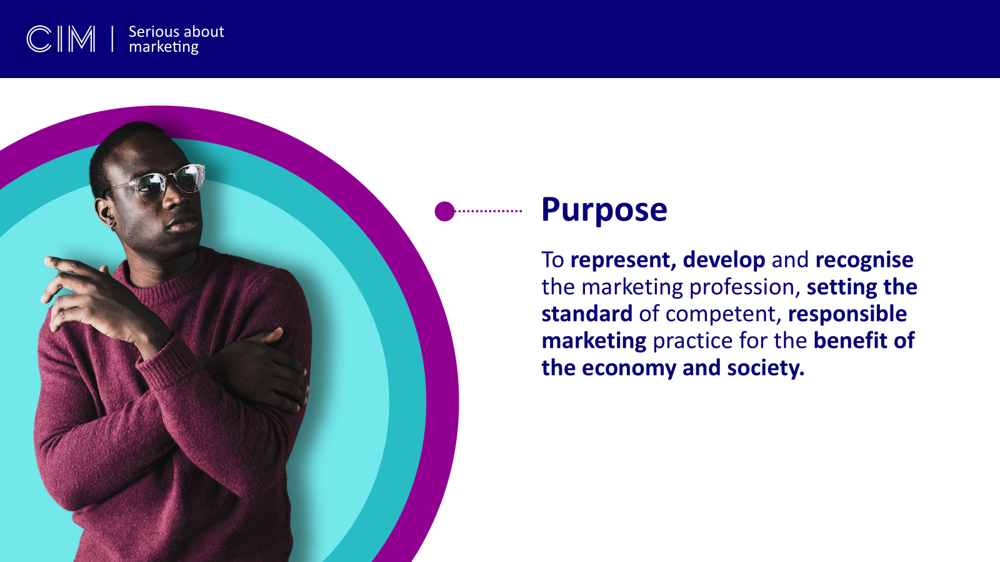 CIM
Serious about
marketing
Purpose
To represent, develop and recognise
the marketing profession, setting the
standard of competent, responsible
marketing practice for the benefit of
the economy and society.